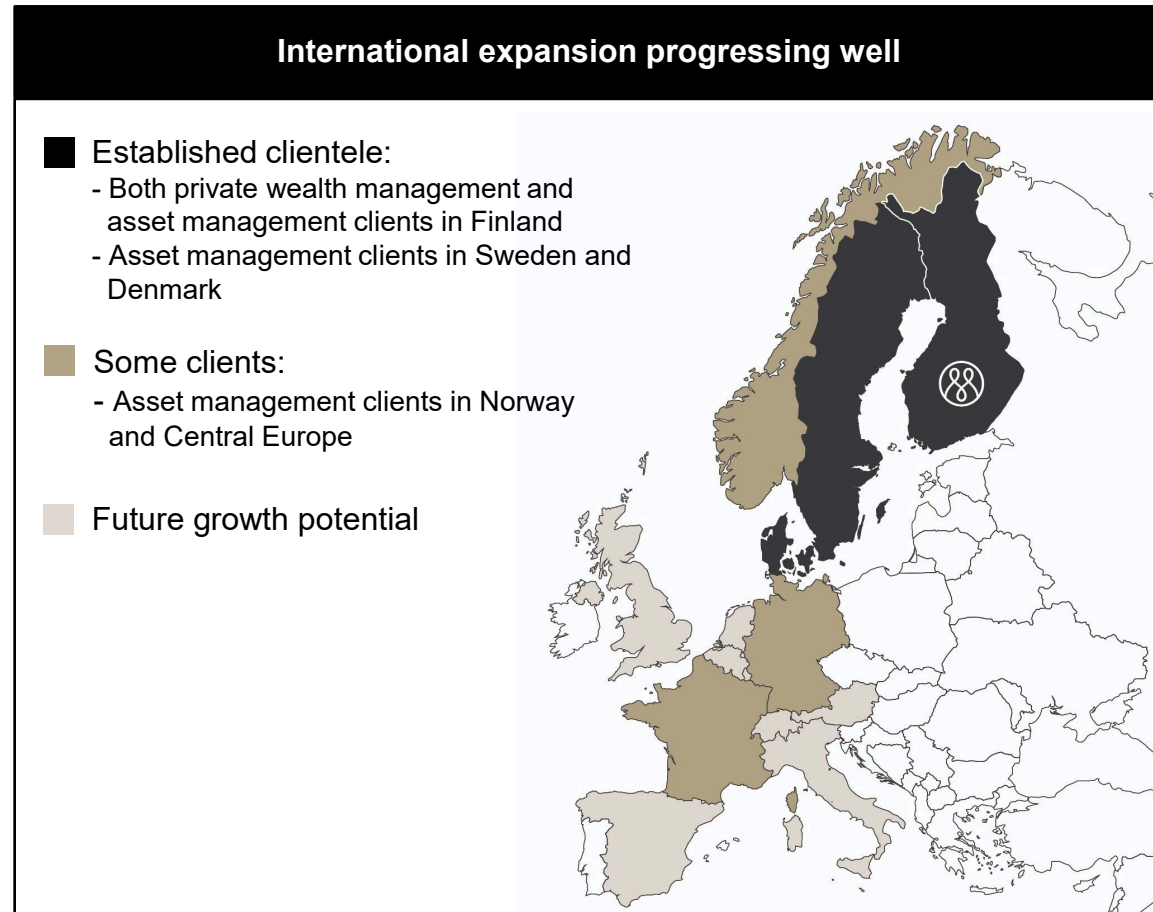 International expansion progressing well
Established clientele:
- Both private wealth management and
asset management clients in Finland
- Asset management clients in Sweden and
Denmark
Some clients:
- Asset management clients in Norway
and Central Europe
Future growth potential